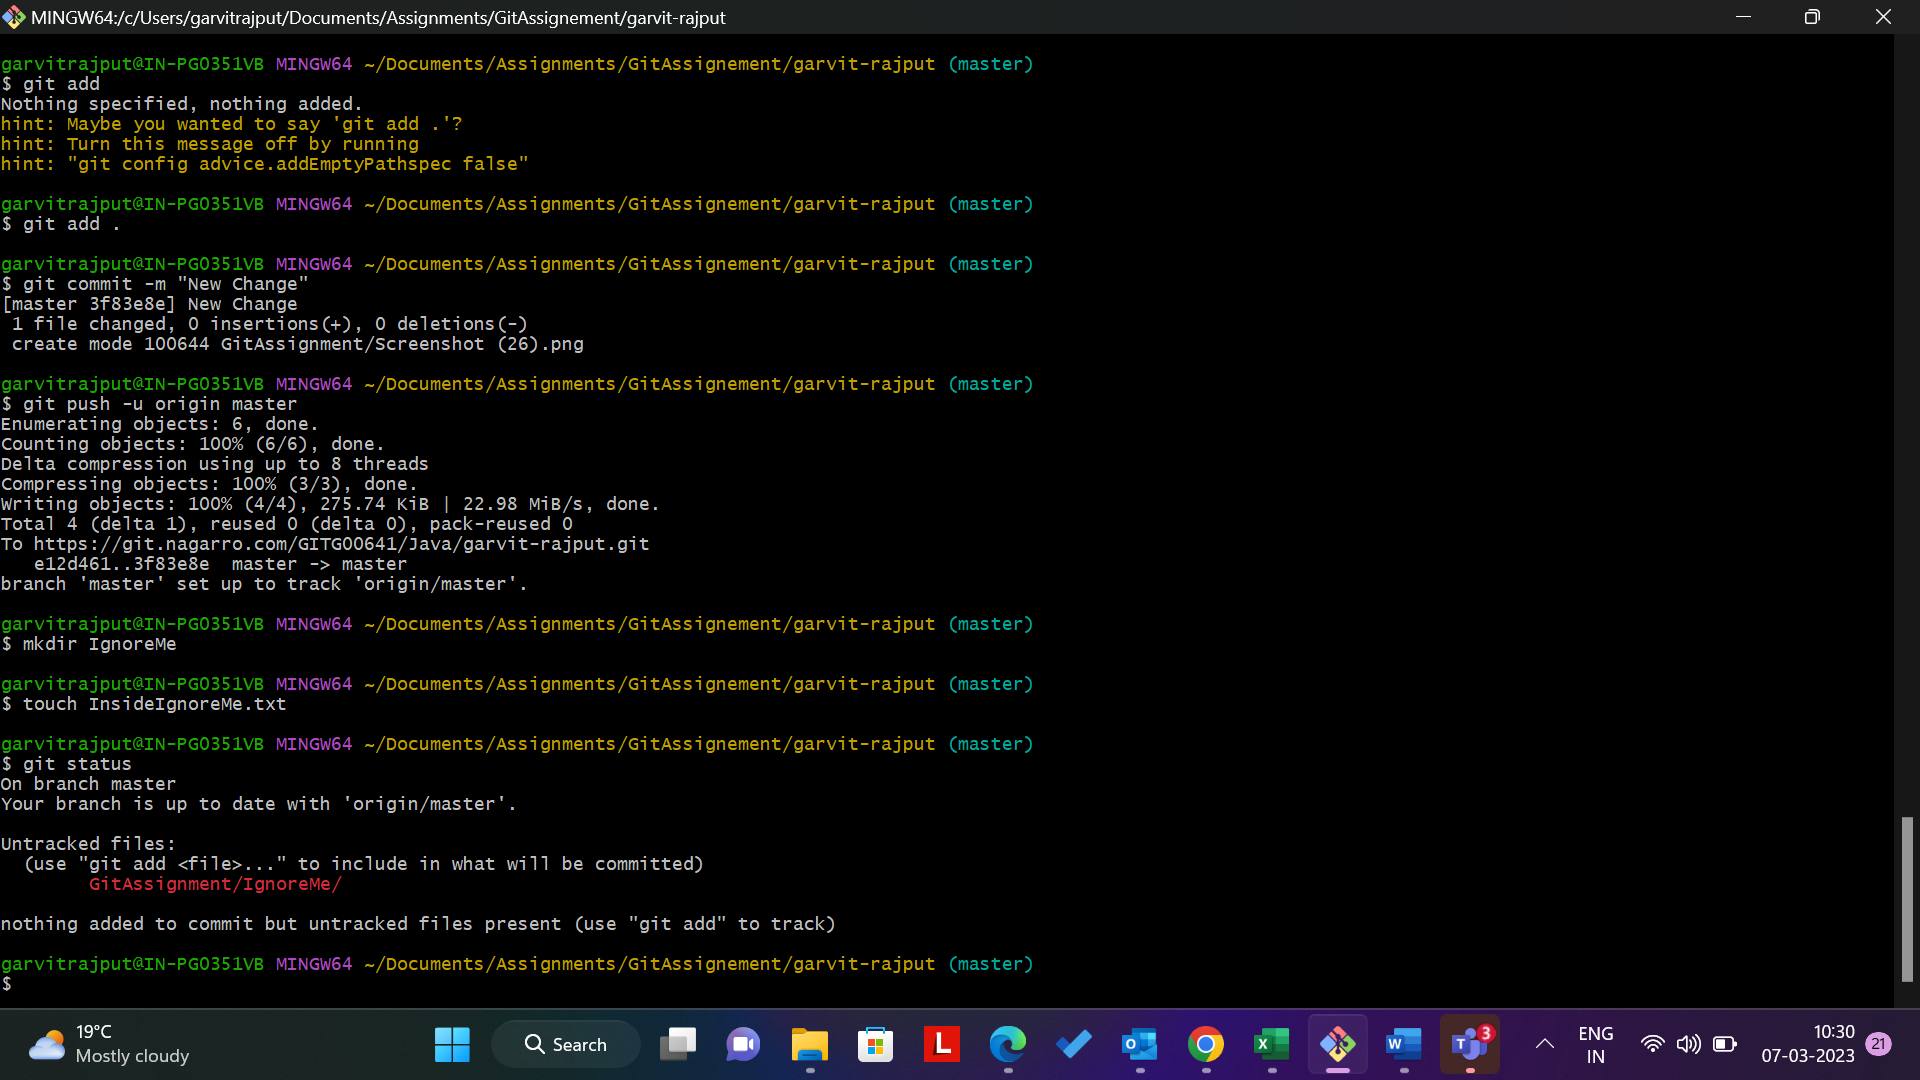 MINGW64:/c/Users/garvitrajput/Documents/Assignments/GitAssignement/garvit-rajput
garvitrajput@IN-PG0351VB MINGW64 ~/Documents/Assignments/GitAssignement/garvit-rajput (master)
$ git add
Nothing specified, nothing added.
hint: Maybe you wanted to say 'git add .'?
hint: Turn this message off by running
hint: "git config advice.addEmptyPathspec false"
garvitrajput@IN-PG0351VB MINGW64 ~/Documents/Assignments/GitAssignement/garvit-rajput (master)
$ git add .
garvitrajput@IN-PG0351VB MINGW64 ~/Documents/Assignments/GitAssignement/garvit-rajput (master)
$ git commit -m "New Change"
[master 3f83e8e] New Change
 1 file changed, 0 insertions(+), 0 deletions(-)
 create mode 100644 GitAssignment/Screenshot (26).png
garvitrajput@IN-PG0351VB MINGW64 ~/Documents/Assignments/GitAssignement/garvit-rajput (master)
$ git push -u origin master
Enumerating objects: 6, done.
Counting objects: 100% (6/6), done.
Delta compression using up to 8 threads
Compressing objects: 100% (3/3), done.
Writing objects: 100% (4/4), 275.74 KiB | 22.98 MiB/s, done.
Total 4 (delta 1), reused 0 (delta 0), pack-reused 0
To https://git.nagarro.com/GITG00641/Java/garvit-rajput.git
   e12d461..3f83e8e  master -> master
branch 'master' set up to track 'origin/master'.
garvitrajput@IN-PG0351VB MINGW64 ~/Documents/Assignments/GitAssignement/garvit-rajput (master)
$ mkdir IgnoreMe
garvitrajput@IN-PG0351VB MINGW64 ~/Documents/Assignments/GitAssignement/garvit-rajput (master)
$ touch InsideIgnoreMe.txt
garvitrajput@IN-PG0351VB MINGW64 ~/Documents/Assignments/GitAssignement/garvit-rajput (master)
$ git status
On branch master
Your branch is up to date with 'origin/master'.
Untracked files:
  (use "git add <file>..." to include in what will be committed)
        GitAssignment/IgnoreMe/
nothing added to commit but untracked files present (use "git add" to track)
garvitrajput@IN-PG0351VB MINGW64 ~/Documents/Assignments/GitAssignement/garvit-rajput (master)
$
19°C
Mostly cloudy
Search
L
O
X
W
T
3
ENG
IN
10:30
07-03-2023
21